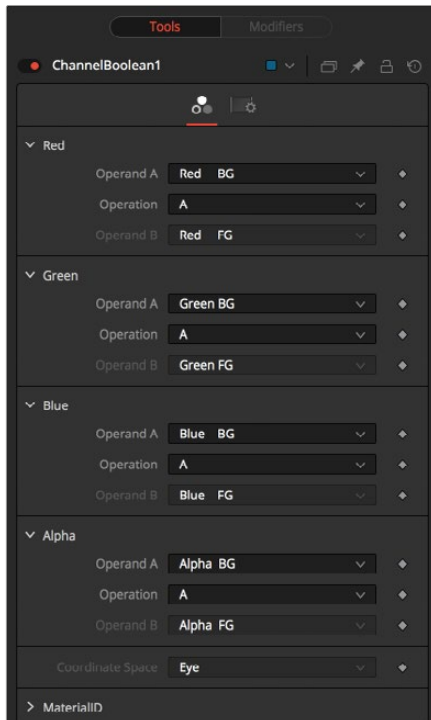 Tools Modifiers
ChannelBoolean1
Red
Operand A Red BG
Operation A
Operand B Red FG
Green
Operand A Green BG
Operation A
Operand B Green FG
Blue
Operand A Blue BG
Operation A
Operand B Blue FG
Alpha
Operand A Alpha BG
Operation A
Operand B Alpha FG
Coordinate Space Eye
MaterialID